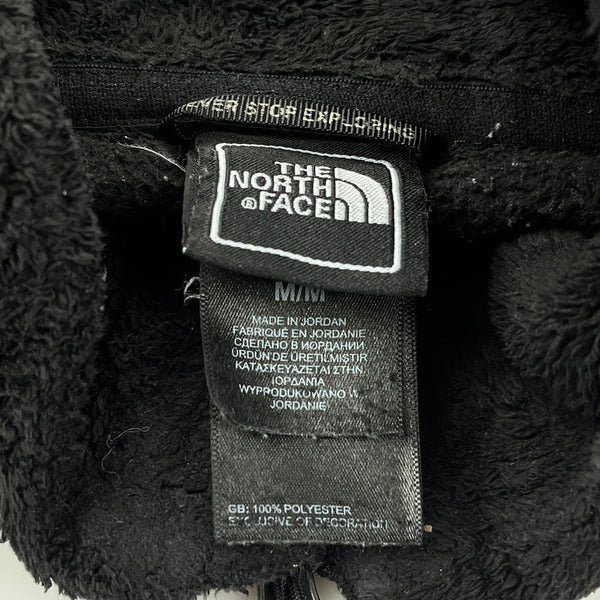 NEVER STOP EXPLORING
THE
NORTH
® FACE
M/M
MADE IN JORDAN
FABRIQUÉ EN JORDANIE
СДЕЛАНО В ИОРДАНИИ
ÜRDÜN'DE ÜRETILMIŞTIR
ΚΑΤΑΣΚΕΥΑΖΕΤΑΙ ΣΤΗΝ
ΙΟΡΔΑΝΙΑ
WYPRODUKOWANO W
JORDANIE
GB: 100% POLYESTER
EXCLUSIVE OF DECORATION